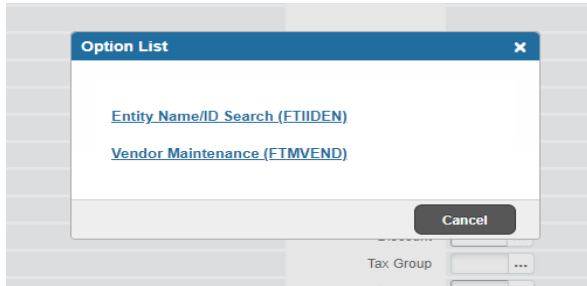 Option List
Entity Name/ID Search (FTIIDEN)
Vendor Maintenance (FTMVEND)
Cancel
Tax Group ...